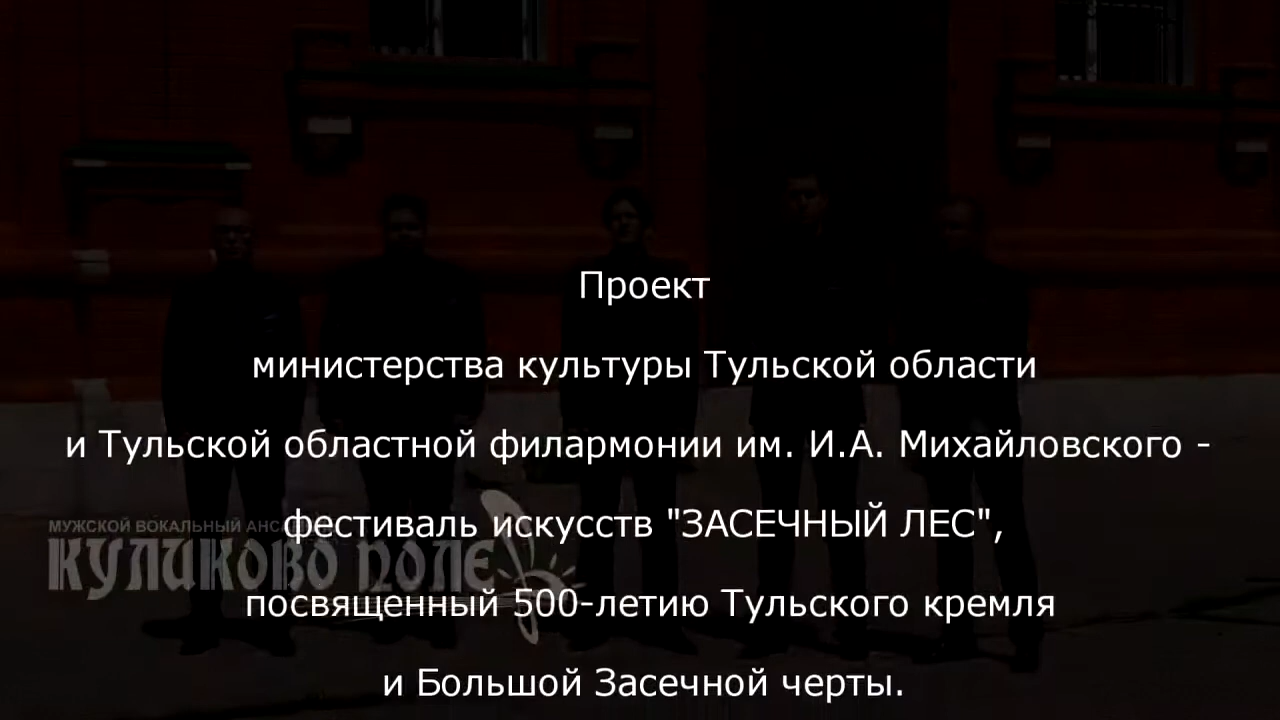 Проект
министерства культуры Тульской области
и Тульской областной филармонии им. И.А. Михайловского -
МУЖСКОЙ ВОКАЛЬНЫЙ
фестиваль искусств "ЗАСЕЧНЫЙ ЛЕС",
КУЛИКОВО ПОЛЕ
посвященный 500-летию Тульского кремля
и Большой Засечной черты.